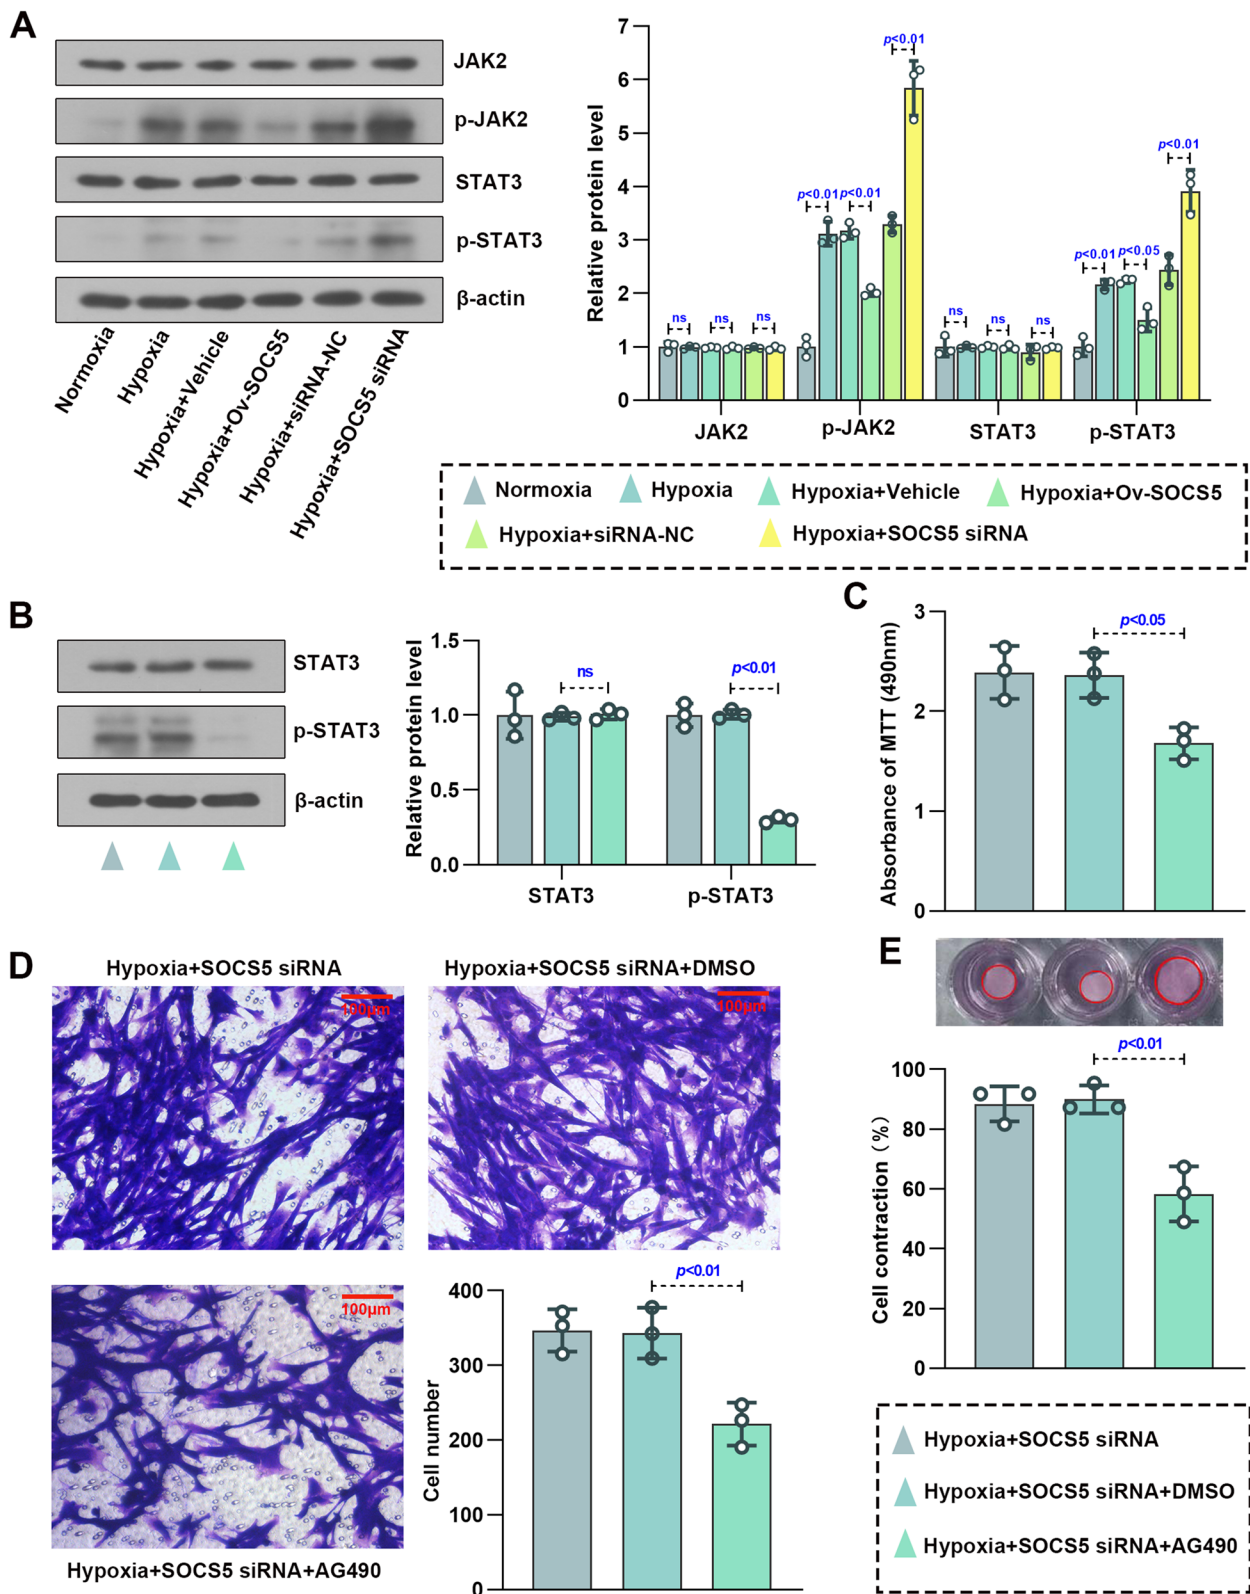 A
JAK2
p-JAK2
STAT3
p-STAT3
β-actin
Normoxia
Hypoxia
Hypoxia+Vehicle
Hypoxia+Ov-SOCS5
Hypoxia+siRNA-NC
Hypoxia+SOCS5 siRNA
Relative protein level
7
6
5
4
3
2
1
0
ns
ns
ns
p<0.01
p<0.01
p<0.01
ns
ns
ns
p<0.01
p<0.05
p<0.01
JAK2
p-JAK2
STAT3
p-STAT3
Normoxia
Hypoxia
Hypoxia+Vehicle
Hypoxia+Ov-SOCS5
Hypoxia+siRNA-NC
Hypoxia+SOCS5 siRNA
B
STAT3
p-STAT3
β-actin
Relative protein level
1.5
1.0
0.5
0.0
ns
p<0.01
STAT3
p-STAT3
C
Absorbance of MTT (490nm)
3
2
1
0
p<0.05
D
Hypoxia+SOCS5 siRNA
100μm
Hypoxia+SOCS5 siRNA+DMSO
100μm
100μm
Hypoxia+SOCS5 siRNA+AG490
Cell number
400
300
200
100
0
p<0.01
E
p<0.01
Cell contraction (%)
100
80
60
40
20
0
Hypoxia+SOCS5 siRNA
Hypoxia+SOCS5 siRNA+DMSO
Hypoxia+SOCS5 siRNA+AG490